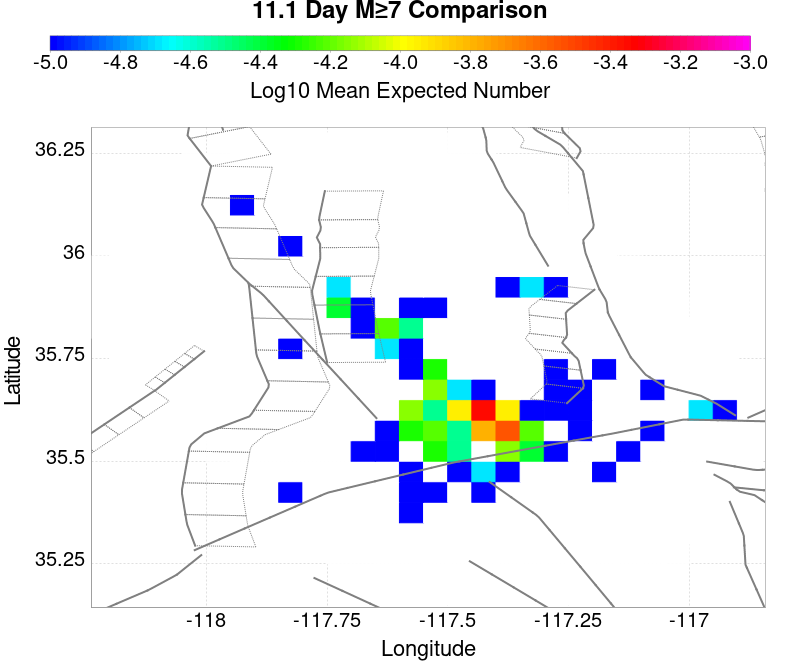 11.1 Day M≥7 Comparison
-5.0 -4.8 -4.6 -4.4 -4.2 -4.0 -3.8 -3.6 -3.4 -3.2 -3.0
Log10 Mean Expected Number
36.25
36
35.75
35.5
35.25
Latitude
-118 -117.75 -117.5 -117.25 -117
Longitude